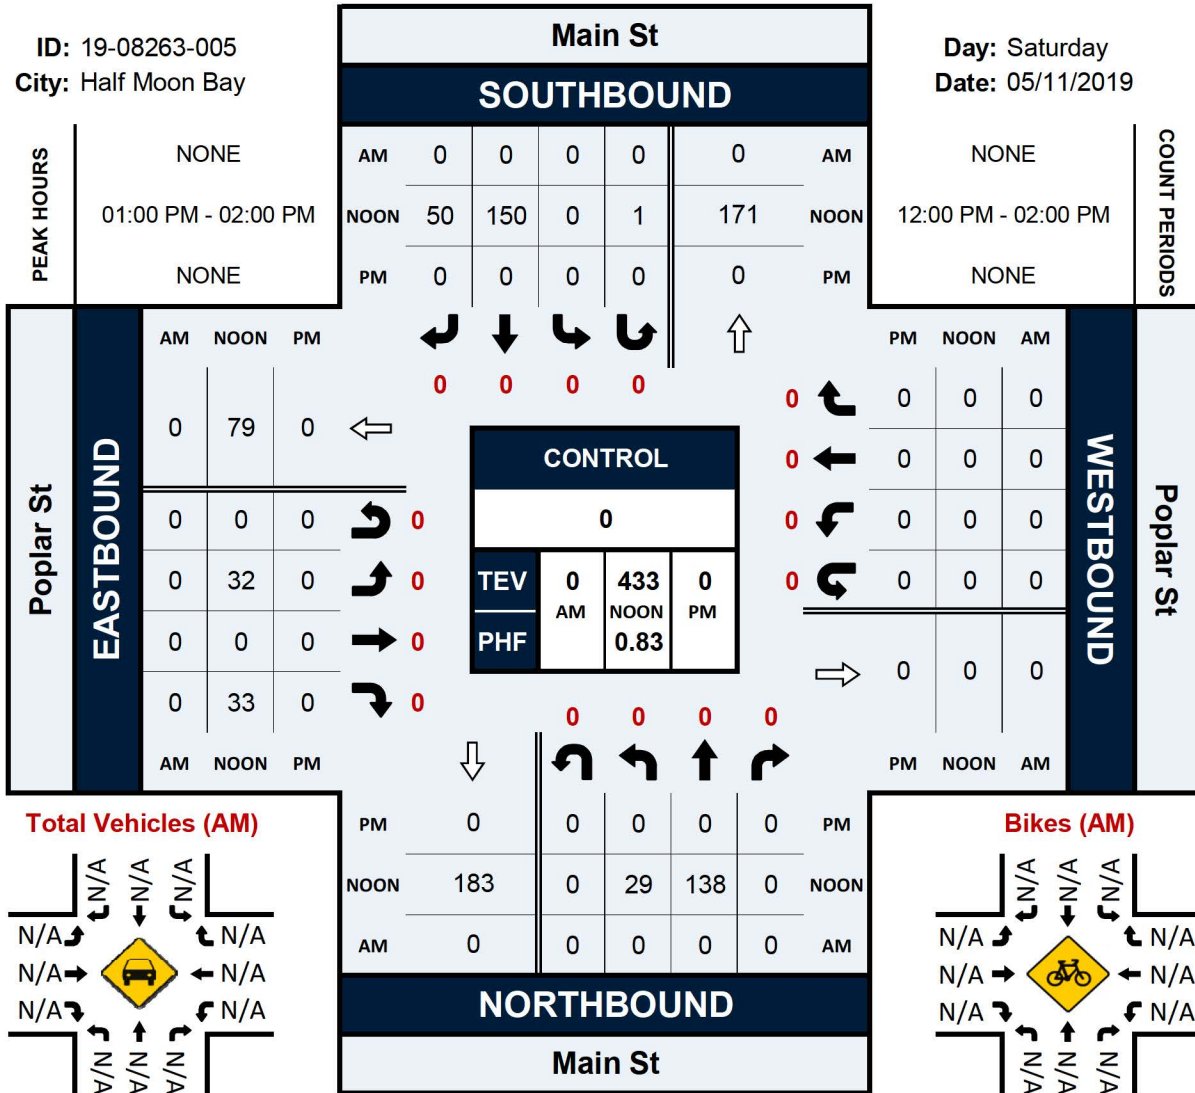 Main St
ID: 19-08263-005
Day: Saturday
City: Half Moon Bay
Date: 05/11/2019
SOUTHBOUND
PEAK HOURS
NONE
01:00 PM - 02:00 PM
NONE
AM 0 0 0 0 0 AM
NOON 50 150 0 1 171 NOON
PM 0 0 0 0 0 PM
NONE
12:00 PM - 02:00 PM
NONE
COUNT PERIODS
0 0 0 0
Poplar St
EASTBOUND
AM NOON PM
0 79 0
0 0 0 0
0 32 0 0
0 0 0 0
0 33 0 0
AM NOON PM
CONTROL
0
TEV 0 433 0
AM NOON PM
PHF 0.83
PM NOON AM
0 0 0 0
0 0 0 0
0 0 0 0
0 0 0 0
0 0 0
PM NOON AM
WESTBOUND
Poplar St
0 0 0 0
PM 0 0 0 0 0 PM
NOON 183 0 29 138 0 NOON
AM 0 0 0 0 0 AM
NORTHBOUND
Main St
Total Vehicles (AM)
N/A N/A N/A
N/A N/A
N/A N/A
N/A N/A
N/A N/A N/A
Bikes (AM)
N/A N/A N/A
N/A N/A
N/A N/A
N/A N/A
N/A N/A N/A